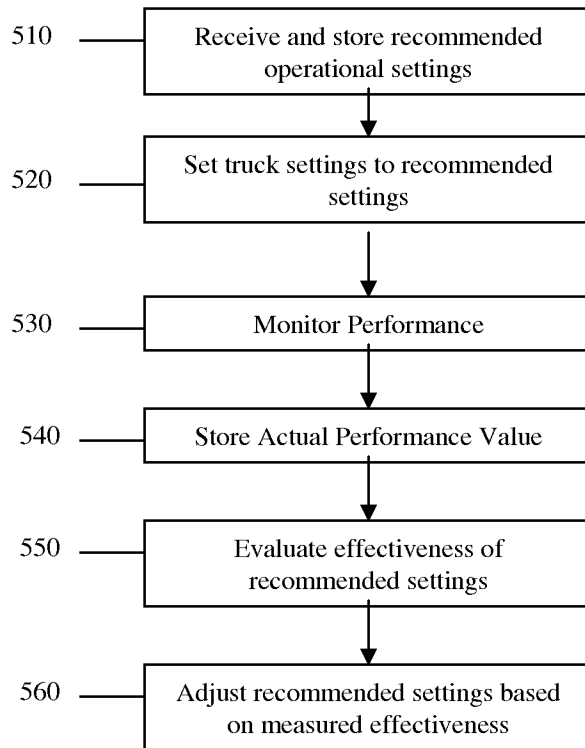 510
Receive and store recommended
operational settings
520
Set truck settings to recommended
settings
530
Monitor Performance
540
Store Actual Performance Value
550
Evaluate effectiveness of
recommended settings
560
Adjust recommended settings based
on measured effectiveness